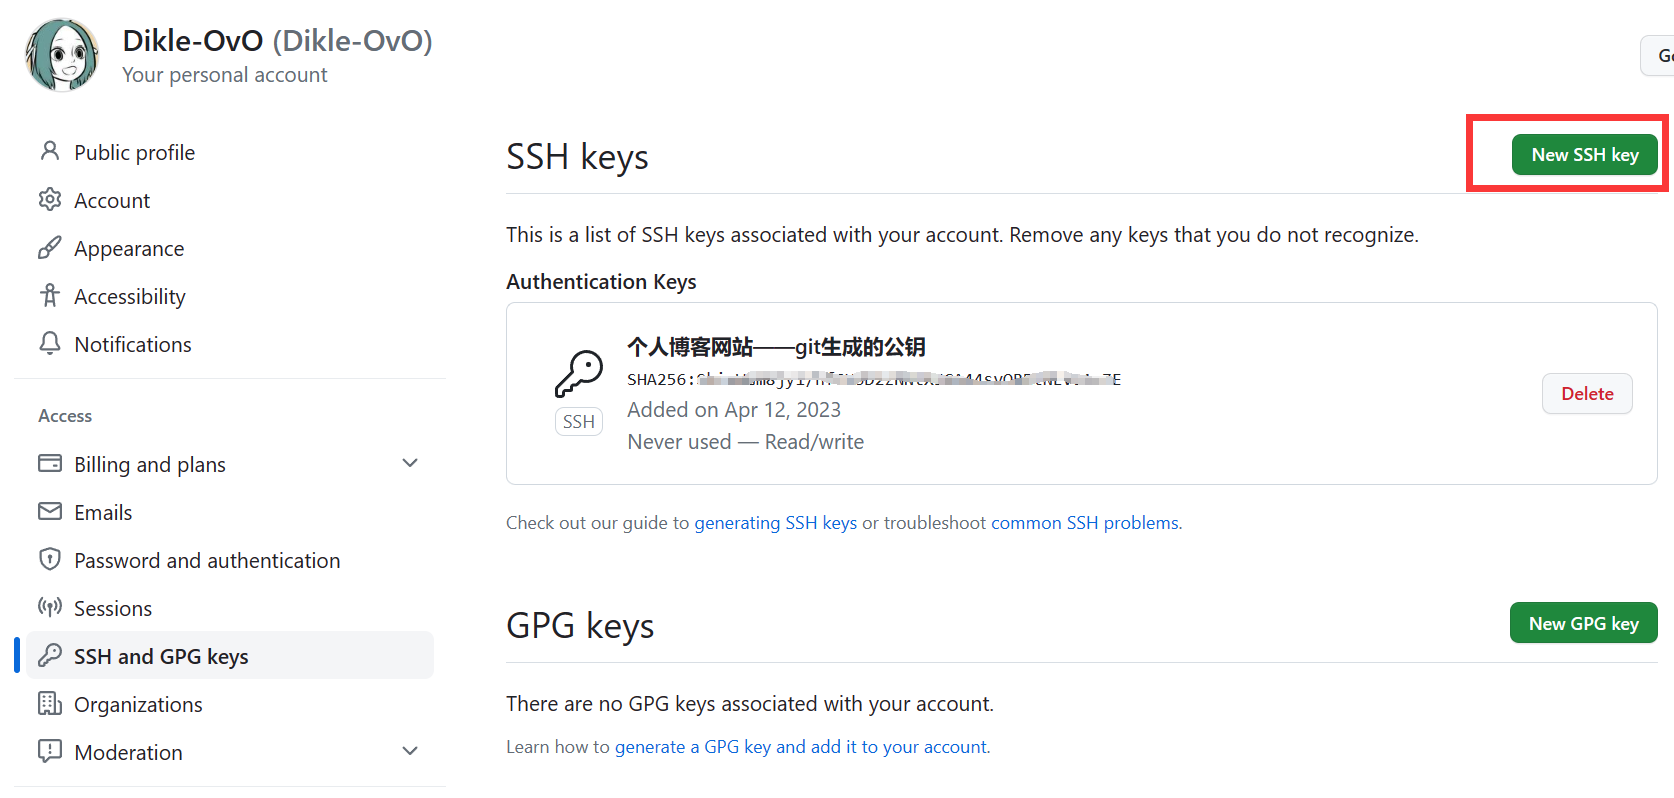 Dikle-OvO (Dikle-OvO)
Your personal account
Public profile
Account
Appearance
Accessibility
Notifications
Access
Billing and plans
Emails
Password and authentication
Sessions
SSH and GPG keys
Organizations
Moderation
SSH keys
New SSH key
This is a list of SSH keys associated with your account. Remove any keys that you do not recognize.
Authentication Keys
个人博客网站——git生成的公钥
SHA256:
SSH
Added on Apr 12, 2023
Never used — Read/write
Delete
Check out our guide to generating SSH keys or troubleshoot common SSH problems.
GPG keys
New GPG key
There are no GPG keys associated with your account.
Learn how to generate a GPG key and add it to your account.